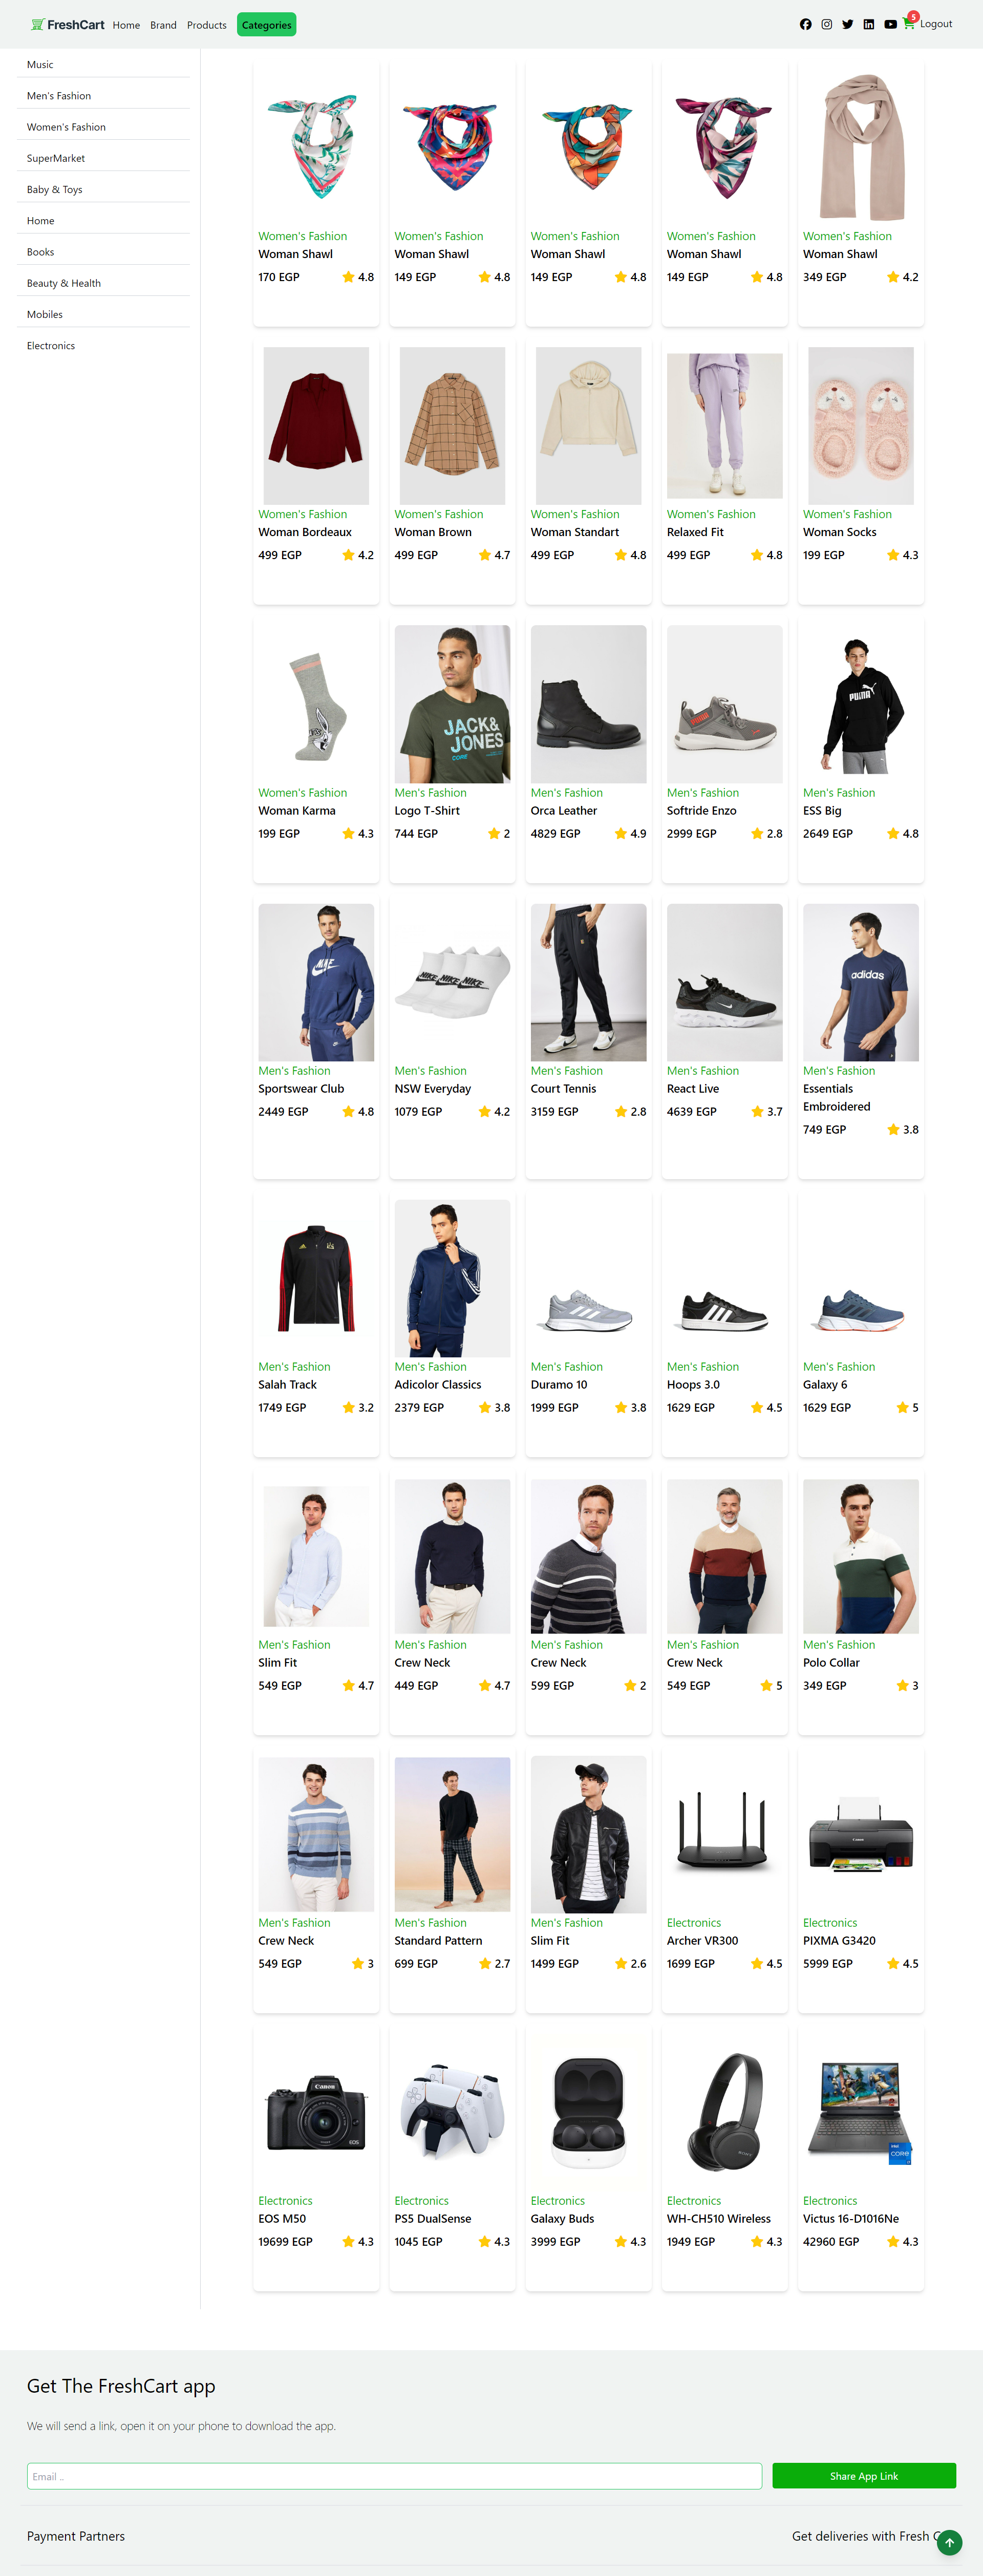 FreshCart Home Brand Products Categories 5 Logout
Music
Men's Fashion
Women's Fashion
SuperMarket
Baby & Toys
Home
Books
Beauty & Health
Mobiles
Electronics
Women's Fashion Women's Fashion Women's Fashion Women's Fashion Women's Fashion
Woman Shawl Woman Shawl Woman Shawl Woman Shawl Woman Shawl
170 EGP 4.8 149 EGP 4.8 149 EGP 4.8 149 EGP 4.8 349 EGP 4.2
Women's Fashion Women's Fashion Women's Fashion Women's Fashion Women's Fashion
Woman Bordeaux Woman Brown Woman Standart Relaxed Fit Woman Socks
499 EGP 4.2 499 EGP 4.7 499 EGP 4.8 499 EGP 4.8 199 EGP 4.3
JACK&
JONES
CORE
PUMA
Women's Fashion Men's Fashion Men's Fashion Men's Fashion Men's Fashion
Woman Karma Logo T-Shirt Orca Leather Softride Enzo ESS Big
199 EGP 4.3 744 EGP 2 4829 EGP 4.9 2999 EGP 2.8 2649 EGP 4.8
NIKE NIKE NIKE NIKE adidas
Men's Fashion Men's Fashion Men's Fashion Men's Fashion Men's Fashion
Sportswear Club NSW Everyday Court Tennis React Live Essentials
Embroidered
2449 EGP 4.8 1079 EGP 4.2 3159 EGP 2.8 4639 EGP 3.7 749 EGP 3.8
Men's Fashion Men's Fashion Men's Fashion Men's Fashion Men's Fashion
Salah Track Adicolor Classics Duramo 10 Hoops 3.0 Galaxy 6
1749 EGP 3.2 2379 EGP 3.8 1999 EGP 3.8 1629 EGP 4.5 1629 EGP 5
Men's Fashion Men's Fashion Men's Fashion Men's Fashion Men's Fashion
Slim Fit Crew Neck Crew Neck Crew Neck Polo Collar
549 EGP 4.7 449 EGP 4.7 599 EGP 2 549 EGP 5 349 EGP 3
Canon
Men's Fashion Men's Fashion Men's Fashion Electronics Electronics
Crew Neck Standard Pattern Slim Fit Archer VR300 PIXMA G3420
549 EGP 3 699 EGP 2.7 1499 EGP 2.6 1699 EGP 4.5 5999 EGP 4.5
Canon
EOS
SONY
intel
CORE
Electronics Electronics Electronics Electronics Electronics
EOS M50 PS5 DualSense Galaxy Buds WH-CH510 Wireless Victus 16-D1016Ne
19699 EGP 4.3 1045 EGP 4.3 3999 EGP 4.3 1949 EGP 4.3 42960 EGP 4.3
Get The FreshCart app
We will send a link, open it on your phone to download the app.
Email .. Share App Link
Payment Partners Get deliveries with Fresh